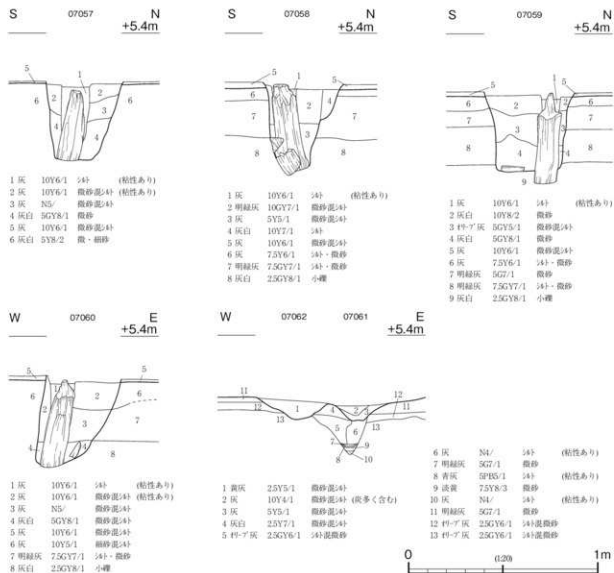 S 07057 N
+5.4m
1 灰 10Y6/1 シルト (粘性あり)
2 灰 10Y6/1 微砂混シルト (粘性あり)
3 灰 N5/ 微砂混シルト
4 灰白 5GY8/1 微砂
5 灰 10Y6/1 微砂混シルト
6 灰白 5Y8/2 微・細砂
S 07058 N
+5.4m
1 灰 10Y6/1 シルト (粘性あり)
2 明緑灰 10GY7/1 微砂混シルト
3 灰 5Y5/1 微砂混シルト
4 灰白 10Y7/1 シルト
5 灰 10Y6/1 微砂混シルト
6 灰 7.5Y6/1 シルト・微砂
7 明緑灰 7.5GY7/1 シルト・微砂
8 灰白 2.5GY8/1 小礫
S 07059 N
+5.4m
1 灰 10Y6/1 シルト (粘性あり)
2 灰白 10Y8/2 微砂
3 オリーブ灰 5GY5/1 微砂混シルト
4 灰白 5GY8/1 微砂
5 灰 10Y6/1 微砂混シルト
6 灰 7.5Y6/1 シルト・微砂
7 明緑灰 5G7/1 微砂
8 明緑灰 7.5GY7/1 シルト・微砂
9 灰白 2.5GY8/1 小礫
W 07060 E
+5.4m
1 灰 10Y6/1 シルト (粘性あり)
2 灰 10Y6/1 微砂混シルト (粘性あり)
3 灰 N5/ 微砂混シルト
4 灰白 5GY8/1 微砂混シルト
5 灰 10Y6/1 微砂混シルト
6 灰 10Y5/1 細砂混シルト
7 明緑灰 7.5GY7/1 シルト・微砂
8 灰白 2.5GY8/1 小礫
W 07062 07061 E
+5.4m
1 黄灰 2.5Y5/1 微砂混シルト
2 灰 10Y4/1 微砂混シルト (炭多く含む)
3 灰 5Y5/1 微砂混シルト
4 灰白 2.5Y7/1 微砂混シルト
5 オリーブ灰 2.5GY6/1 シルト混微砂
6 灰 N4/ シルト (粘性あり)
7 明緑灰 5G7/1 微砂
8 青灰 5PB5/1 シルト (粘性あり)
9 淡黄 7.5Y8/3 微砂
10 灰 N4/ シルト (粘性あり)
11 明緑灰 5G7/1 微砂
12 オリーブ灰 2.5GY6/1 シルト混微砂
13 オリーブ灰 2.5GY6/1 シルト混微砂
0 (1:20) 1m